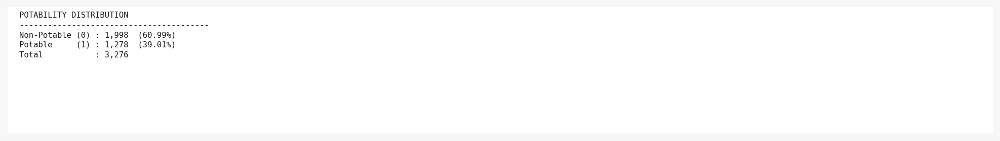 POTABILITY DISTRIBUTION
----------------------------------------
Non-Potable (0) : 1,998  (60.99%)
Potable     (1) : 1,278  (39.01%)
Total           : 3,276